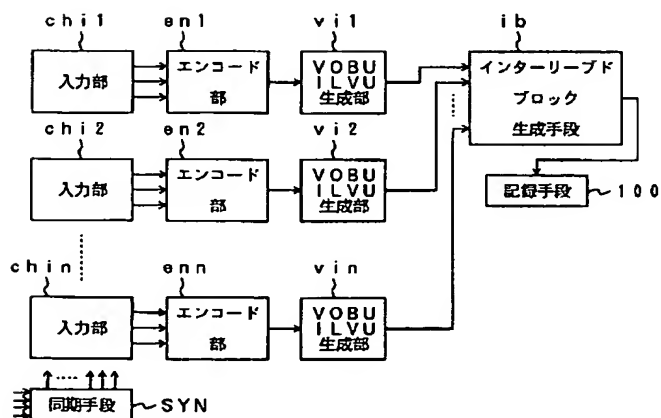 chi1 en1 vi1 ib
入力部 エンコード部 VOBU ILVU 生成部 インターリーブド ブロック 生成手段
chi2 en2 vi2
入力部 エンコード部 VOBU ILVU 生成部 記録手段 100
chin enn vin
入力部 エンコード部 VOBU ILVU 生成部
同期手段 SYN